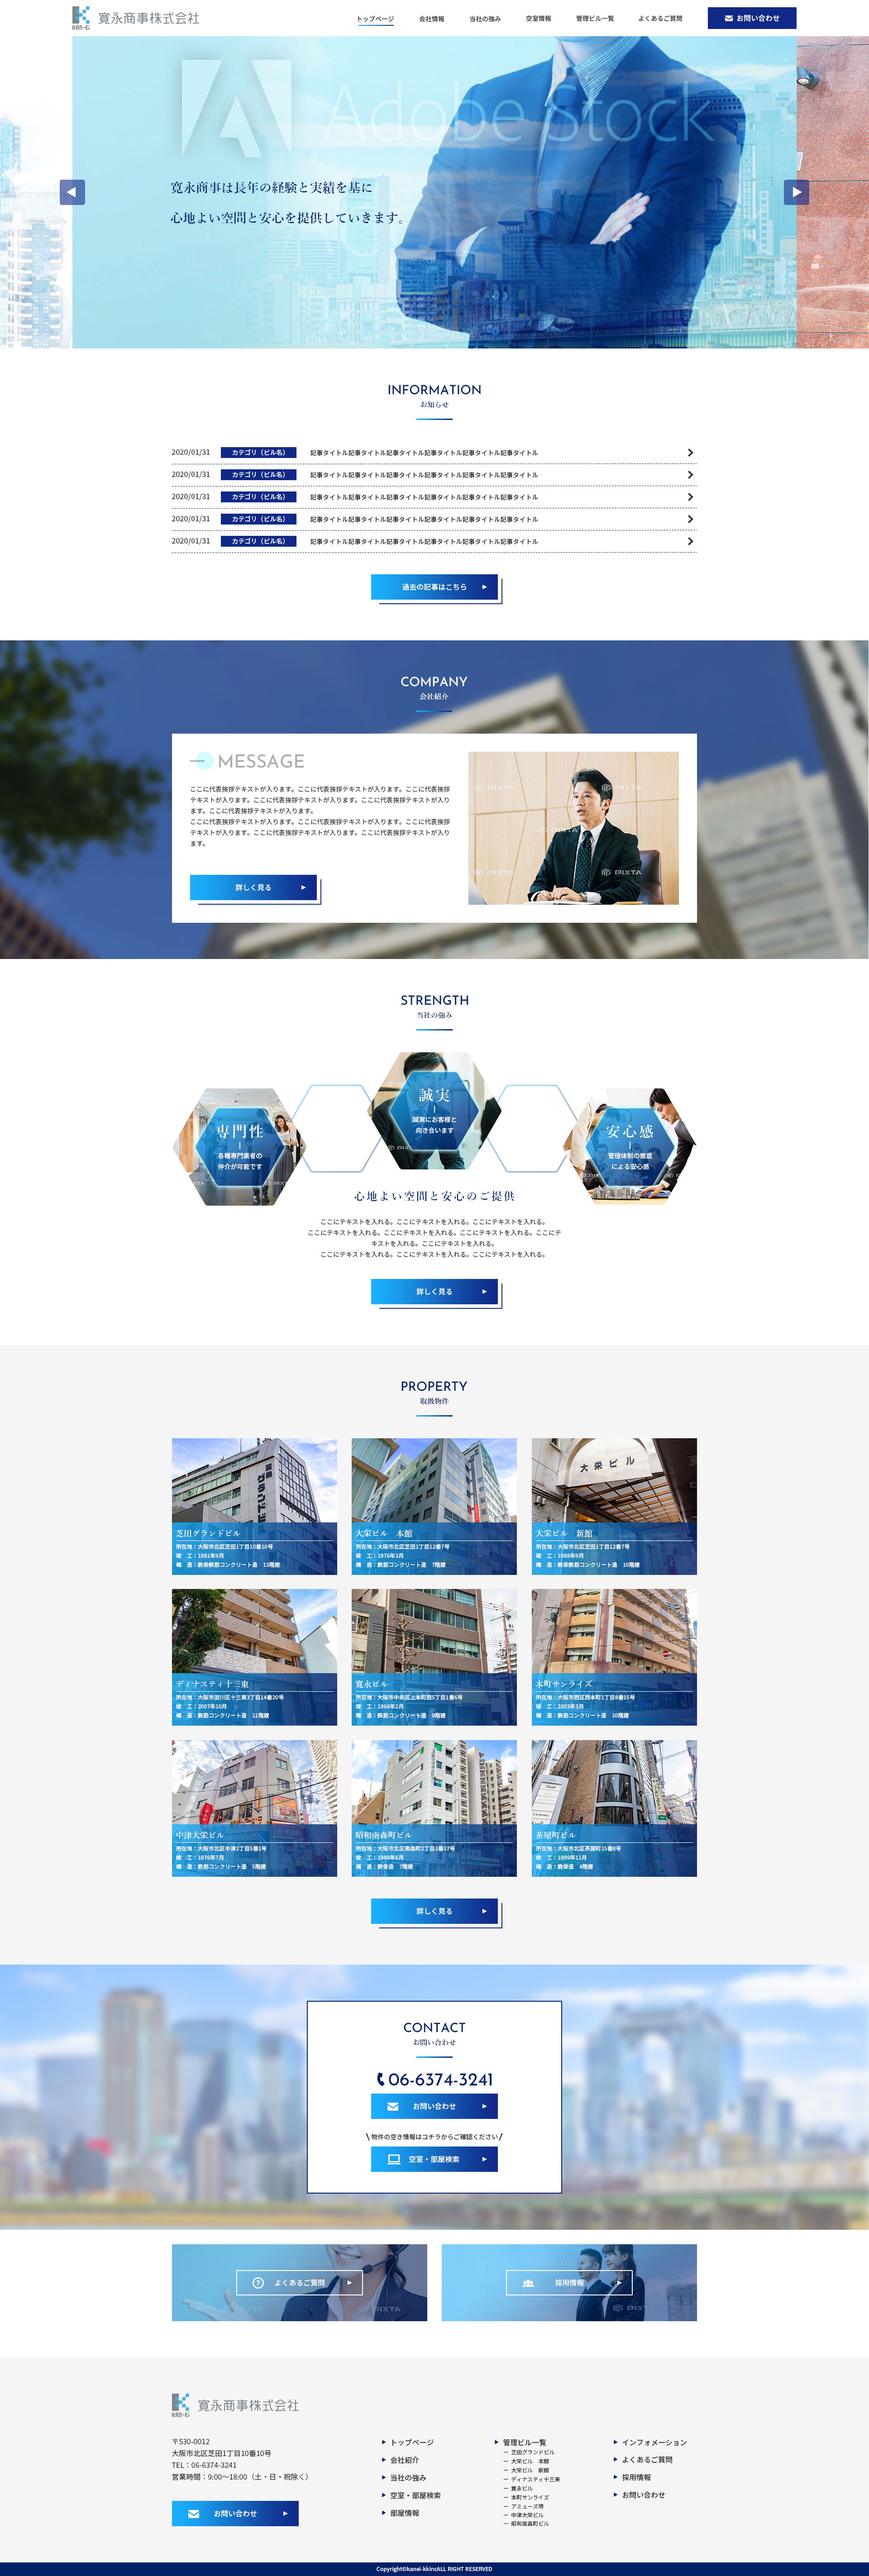 KAN-Ei 寛永商事株式会社
トップページ 会社情報 当社の強み 空室情報 管理ビル一覧 よくあるご質問 お問い合わせ
Adobe Stock
寛永商事は長年の経験と実績を基に
心地よい空間と安心を提供していきます。
INFORMATION
お知らせ
2020/01/31 カテゴリ（ビル名） 記事タイトル記事タイトル記事タイトル記事タイトル記事タイトル記事タイトル
2020/01/31 カテゴリ（ビル名） 記事タイトル記事タイトル記事タイトル記事タイトル記事タイトル記事タイトル
2020/01/31 カテゴリ（ビル名） 記事タイトル記事タイトル記事タイトル記事タイトル記事タイトル記事タイトル
2020/01/31 カテゴリ（ビル名） 記事タイトル記事タイトル記事タイトル記事タイトル記事タイトル記事タイトル
2020/01/31 カテゴリ（ビル名） 記事タイトル記事タイトル記事タイトル記事タイトル記事タイトル記事タイトル
過去の記事はこちら
COMPANY
会社紹介
MESSAGE
ここに代表挨拶テキストが入ります。ここに代表挨拶テキストが入ります。ここに代表挨拶
テキストが入ります。ここに代表挨拶テキストが入ります。ここに代表挨拶テキストが入り
ます。ここに代表挨拶テキストが入ります。
ここに代表挨拶テキストが入ります。ここに代表挨拶テキストが入ります。ここに代表挨拶
テキストが入ります。ここに代表挨拶テキストが入ります。ここに代表挨拶テキストが入り
ます。
詳しく見る
PIXTA PIXTA
PIXTA
PIXTA PIXTA
STRENGTH
当社の強み
専門性
各種専門業者の
仲介が可能です
誠実
誠実にお客様と
向き合います
安心感
管理体制の徹底
による安心感
心地よい空間と安心のご提供
ここにテキストを入れる。ここにテキストを入れる。ここにテキストを入れる。
ここにテキストを入れる。ここにテキストを入れる。ここにテキストを入れる。ここにテ
キストを入れる。ここにテキストを入れる。
ここにテキストを入れる。ここにテキストを入れる。ここにテキストを入れる。
詳しく見る
PROPERTY
取扱物件
芝田グランドビル
所在地：大阪市北区芝田1丁目10番10号
竣　工：1981年9月
構　造：鉄骨鉄筋コンクリート造　13階建
大栄ビル　本館
所在地：大阪市北区芝田1丁目12番7号
竣　工：1976年3月
構　造：鉄筋コンクリート造　7階建
大栄ビル
大栄ビル　新館
所在地：大阪市北区芝田1丁目12番7号
竣　工：1988年9月
構　造：鉄骨鉄筋コンクリート造　10階建
ディナスティ十三東
所在地：大阪市淀川区十三東3丁目14番20号
竣　工：2007年10月
構　造：鉄筋コンクリート造　11階建
寛永ビル
所在地：大阪市中央区上本町西5丁目1番6号
竣　工：1968年2月
構　造：鉄筋コンクリート造　9階建
本町サンライズ
所在地：大阪市西区西本町1丁目8番15号
竣　工：2003年3月
構　造：鉄筋コンクリート造　10階建
中津大栄ビル
所在地：大阪市北区中津1丁目5番1号
竣　工：1976年7月
構　造：鉄筋コンクリート造　5階建
昭和南森町ビル
所在地：大阪市北区南森町2丁目3番37号
竣　工：1988年6月
構　造：鉄骨造　7階建
茶屋町ビル
所在地：大阪市北区茶屋町15番8号
竣　工：1999年11月
構　造：鉄骨造　4階建
詳しく見る
CONTACT
お問い合わせ
06-6374-3241
お問い合わせ
\ 物件の空き情報はコチラからご確認ください /
空室・部屋検索
よくあるご質問
PIXTA
採用情報
PIXTA
KAN-Ei 寛永商事株式会社
〒530-0012
大阪市北区芝田1丁目10番10号
TEL：06-6374-3241
営業時間：9:00〜18:00（土・日・祝除く）
お問い合わせ
トップページ
会社紹介
当社の強み
空室・部屋検索
部屋情報
管理ビル一覧
ー 芝田グランドビル
ー 大栄ビル　本館
ー 大栄ビル　新館
ー ディナスティ十三東
ー 寛永ビル
ー 本町サンライズ
ー アミューズ堺
ー 中津大栄ビル
ー 昭和南森町ビル
インフォメーション
よくあるご質問
採用情報
お問い合わせ
Copyright©kanei-kkincALL RIGHT RESERVED